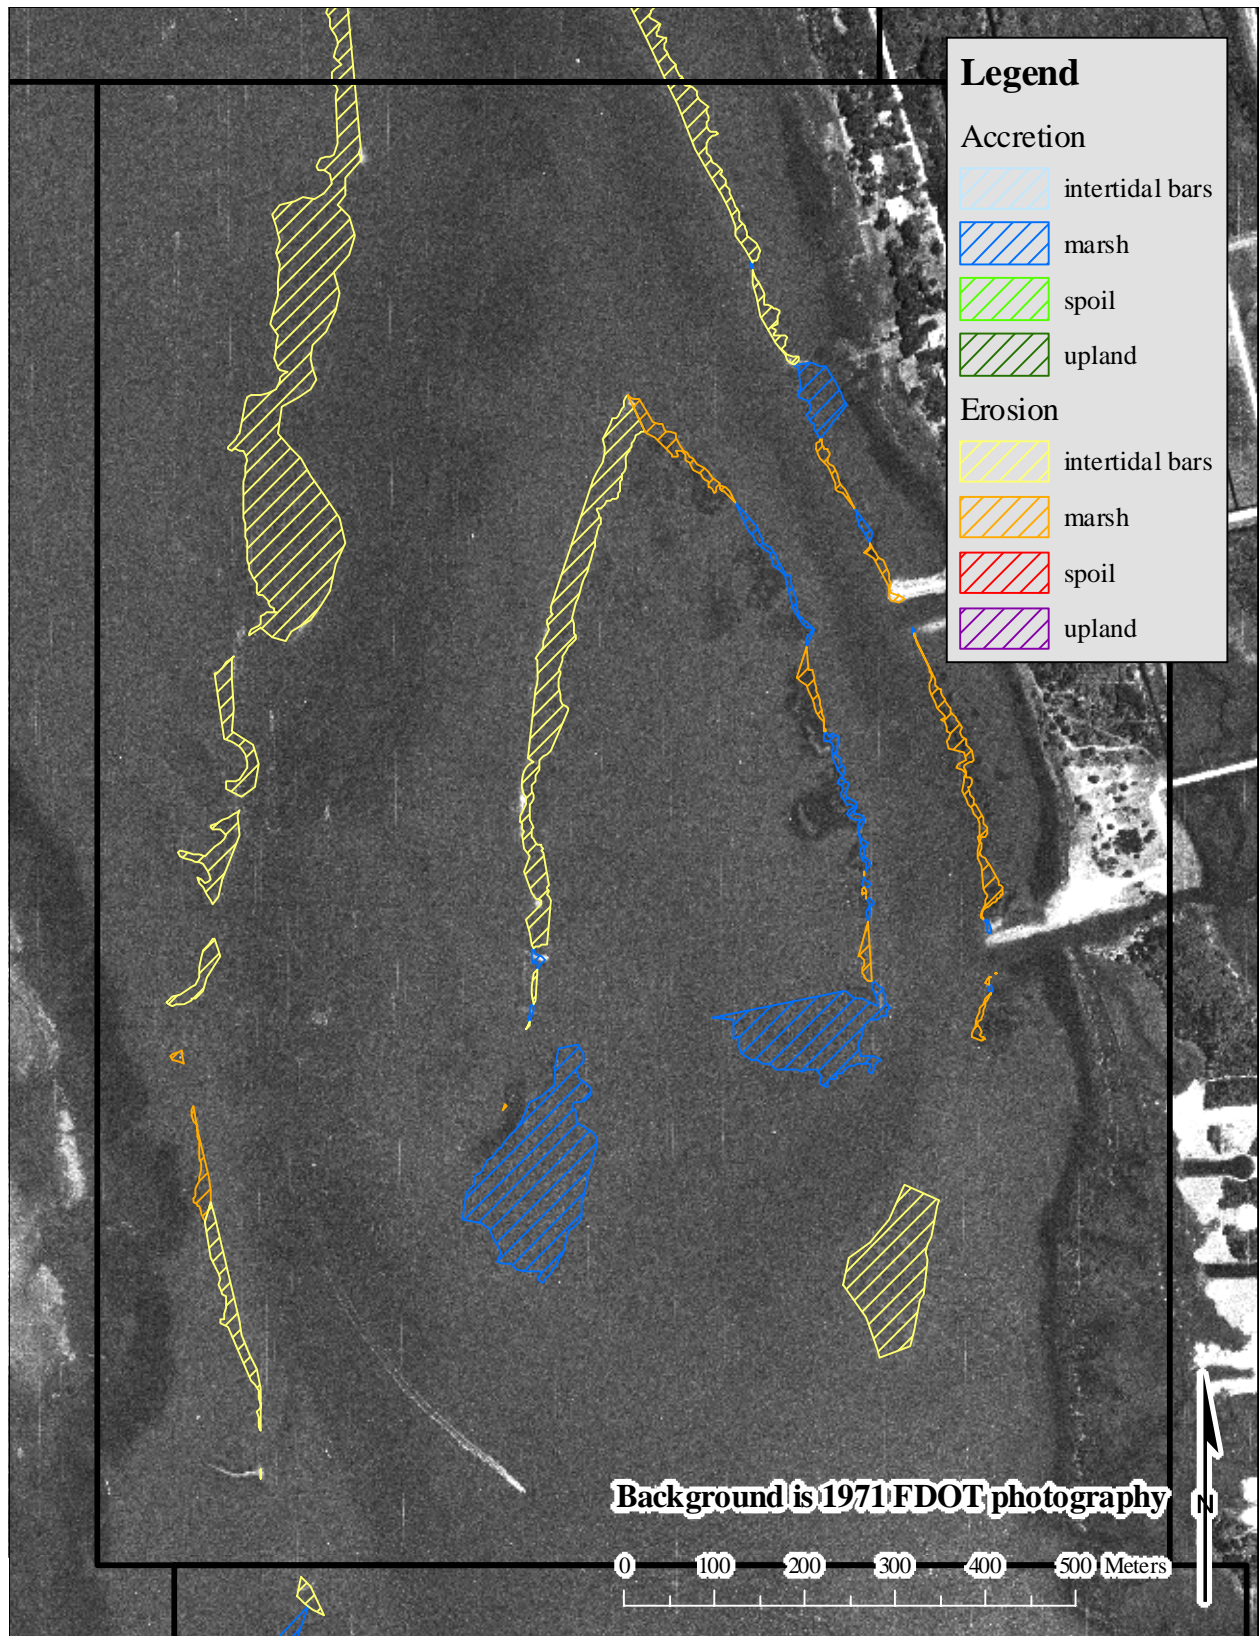 Legend
Accretion
intertidal bars
marsh
spoil
upland
Erosion
intertidal bars
marsh
spoil
upland
Background is 1971 FDOT photography
N
0 100 200 300 400 500 Meters